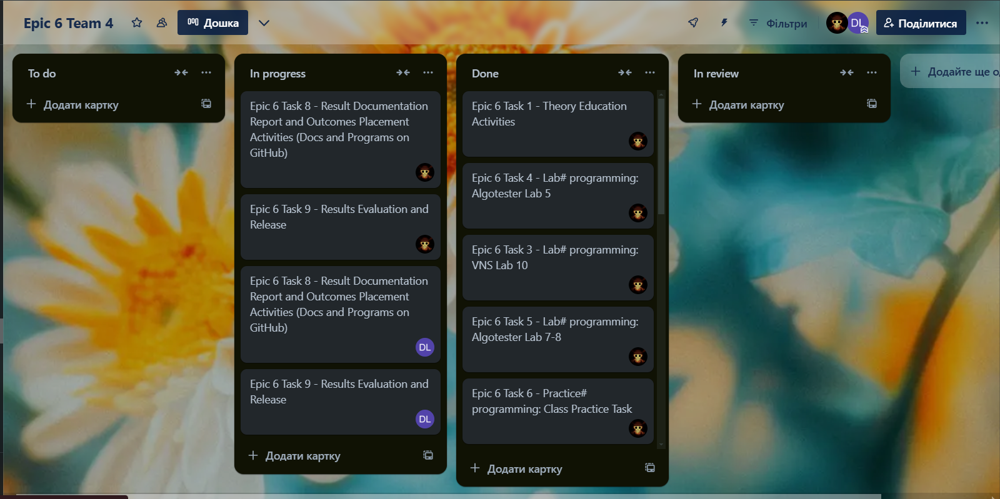 Epic 6 Team 4
Дошка
Фільтри
DL
Поділитися
To do
Додати картку
In progress
Epic 6 Task 8 - Result Documentation
Report and Outcomes Placement
Activities (Docs and Programs on
GitHub)
Epic 6 Task 9 - Results Evaluation and
Release
Epic 6 Task 8 - Result Documentation
Report and Outcomes Placement
Activities (Docs and Programs on
GitHub)
DL
Epic 6 Task 9 - Results Evaluation and
Release
DL
Додати картку
Done
Epic 6 Task 1 - Theory Education
Activities
Epic 6 Task 4 - Lab# programming:
Algotester Lab 5
Epic 6 Task 3 - Lab# programming:
VNS Lab 10
Epic 6 Task 5 - Lab# programming:
Algotester Lab 7-8
Epic 6 Task 6 - Practice#
programming: Class Practice Task
Додати картку
In review
Додати картку
Додайте ще